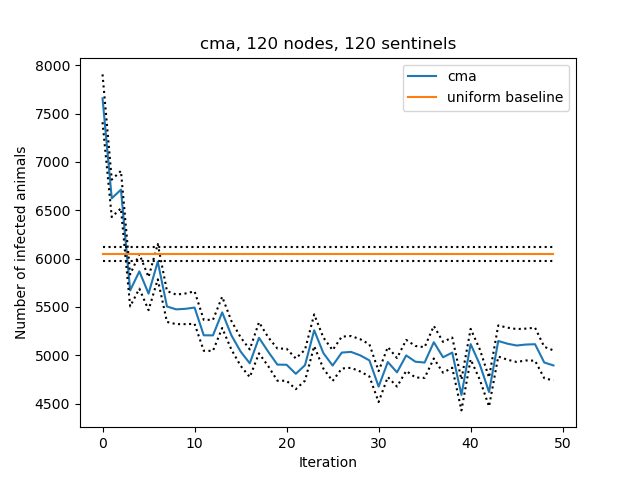 cma, 120 nodes, 120 sentinels
8000
7500
7000
6500
6000
5500
5000
4500
Number of infected animals
cma
uniform baseline
0 10 20 30 40 50
Iteration